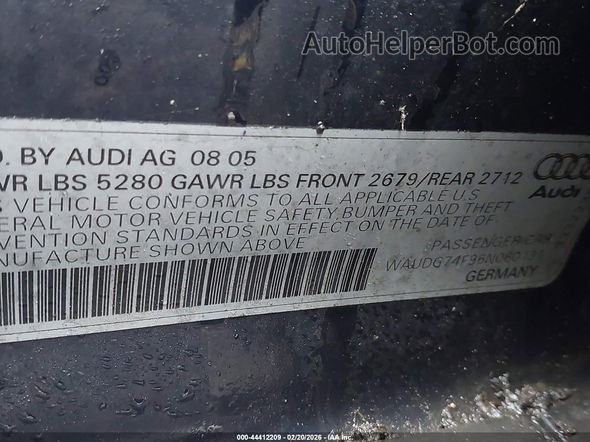 AutoHelperBot.com
D. BY AUDI AG 08 05
WR LBS 5280 GAWR LBS FRONT 2679/REAR 2712
S VEHICLE CONFORMS TO ALL APPLICABLE U.S
ERAL MOTOR VEHICLE SAFETY, BUMPER AND THEFT
VENTION STANDARDS IN EFFECT ON THE DATE OF
NUFACTURE SHOWN ABOVE
Audi
PASSENGER CAR
WAUDG74F96N060131
GERMANY
000-44412209 - 02/20/2026 - IAA Inc.